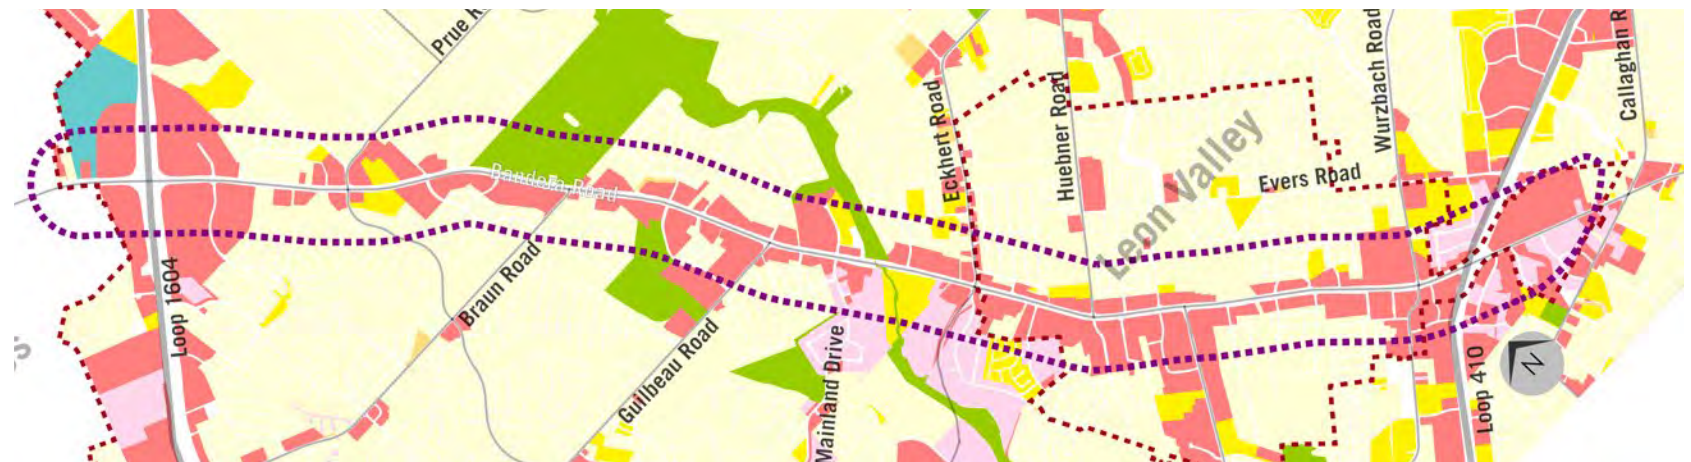 Prue R
Bandera Road
Loop 1604
Braun Road
Guilbeau Road
Mainland Drive
Eckhert Road
Huebner Road
Leon Valley
Evers Road
Wurzbach Road
Callaghan R
Loop 410
N
s